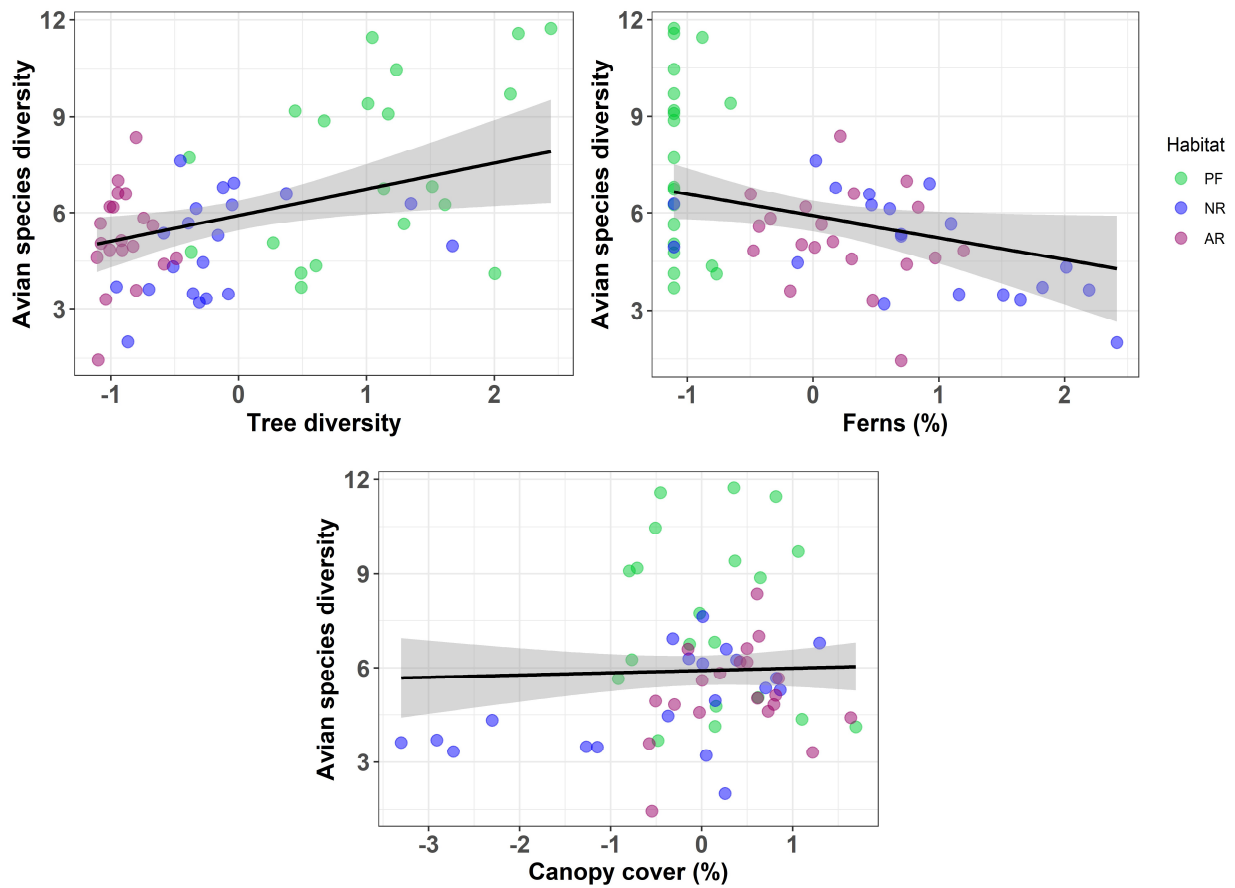 Avian species diversity
12
9
6
3
-1
0
1
2
Tree diversity
Avian species diversity
12
9
6
3
-1
0
1
2
Ferns (%)
Habitat
PF
NR
AR
Avian species diversity
12
9
6
3
-3
-2
-1
0
1
Canopy cover (%)